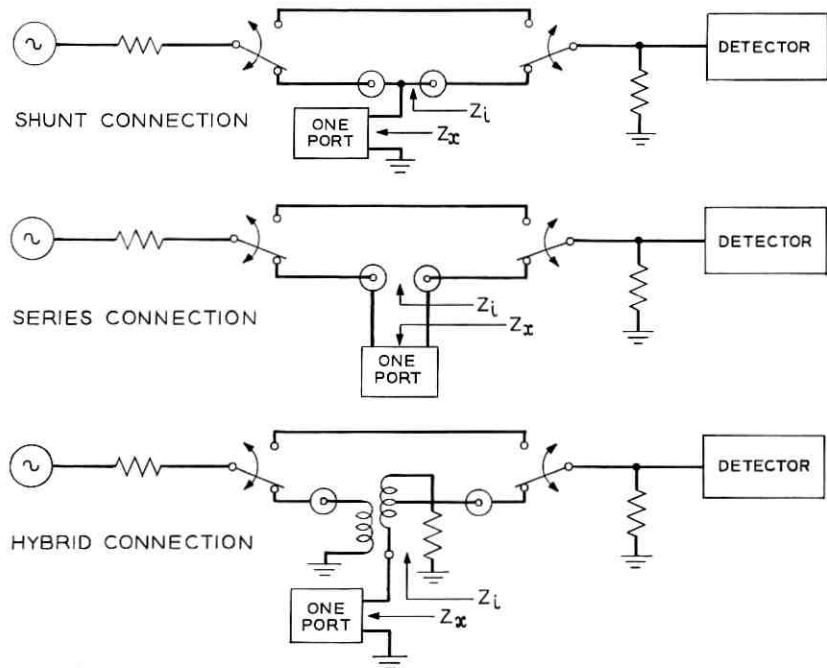 DETECTOR
Zi
SHUNT CONNECTION
ONE
PORT
Zx
DETECTOR
Zi
SERIES CONNECTION
Zx
ONE
PORT
DETECTOR
HYBRID CONNECTION
Zi
ONE
PORT
Zx